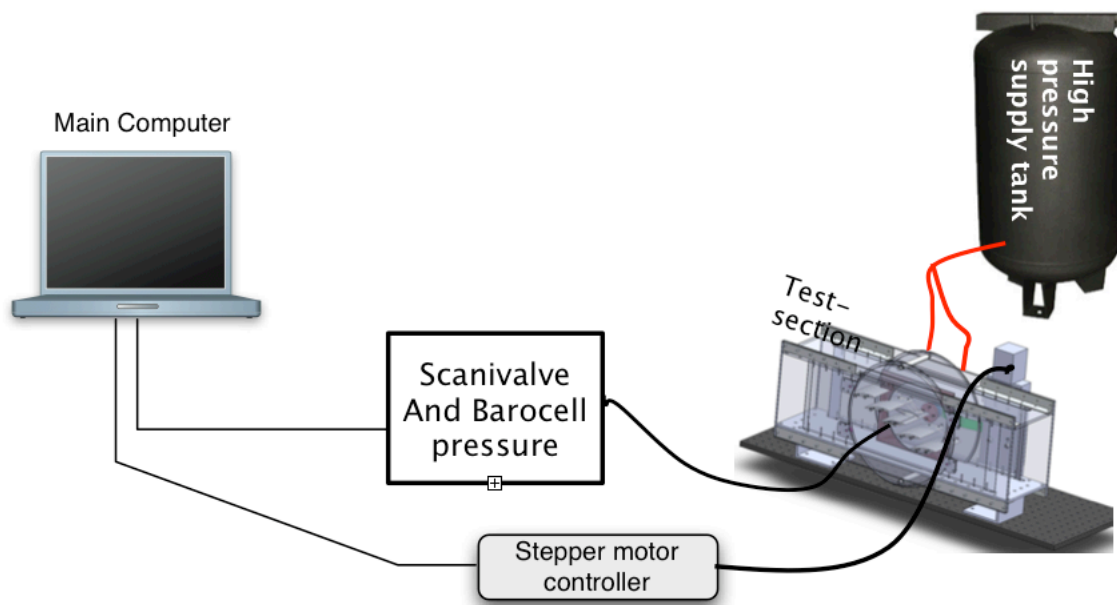 High
pressure
supply tank
Main Computer
Test-
section
Scanivalve
And Barocell
pressure
Stepper motor
controller